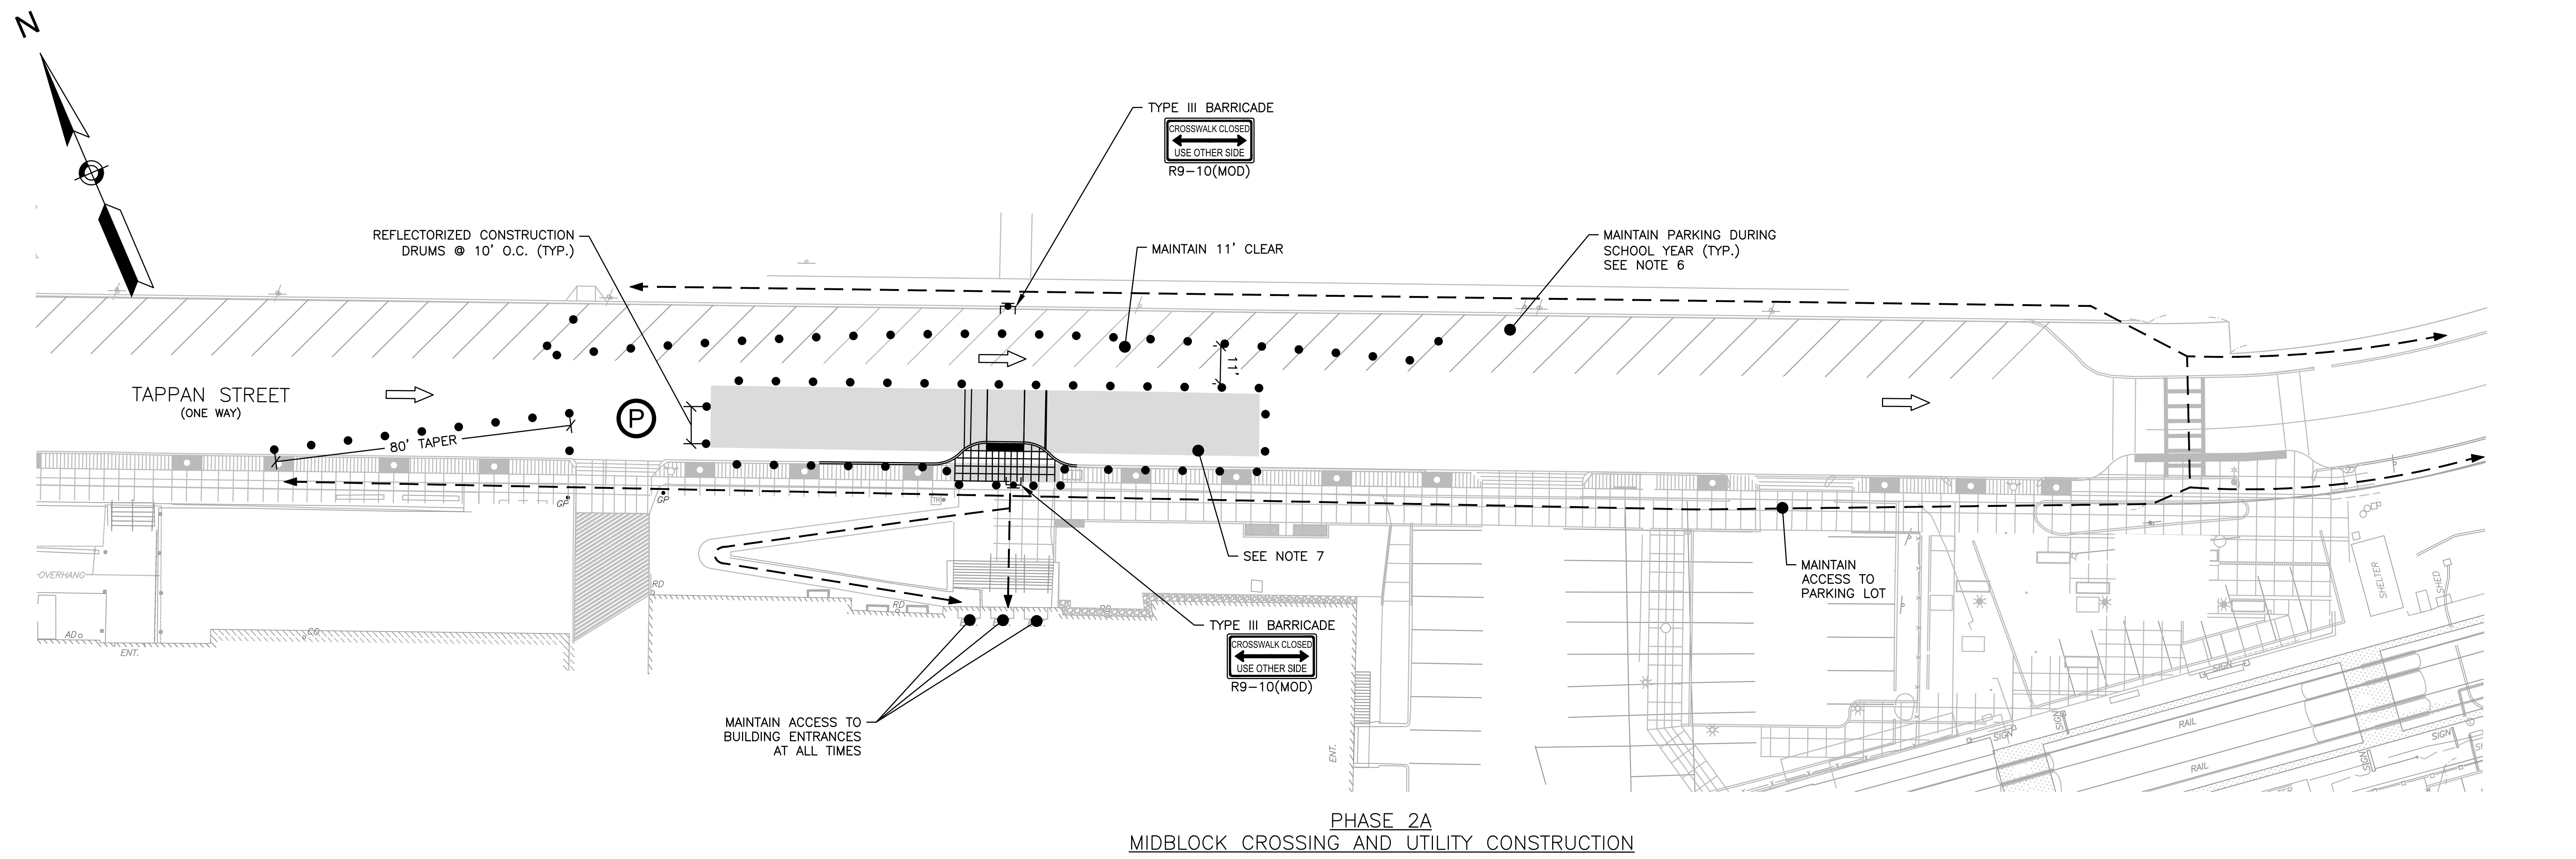 N
TYPE III BARRICADE
CROSSWALK CLOSED
USE OTHER SIDE
R9-10(MOD)
REFLECTORIZED CONSTRUCTION
DRUMS @ 10' O.C. (TYP.)
MAINTAIN 11' CLEAR
MAINTAIN PARKING DURING
SCHOOL YEAR (TYP.)
SEE NOTE 6
11'
TAPPAN STREET
(ONE WAY)
P
80' TAPER
GP
GP
SEE NOTE 7
MAINTAIN
ACCESS TO
PARKING LOT
OVERHANG
RD
RD
RD
AD
CO
ENT.
SHELTER
SHED
TYPE III BARRICADE
CROSSWALK CLOSED
USE OTHER SIDE
R9-10(MOD)
MAINTAIN ACCESS TO
BUILDING ENTRANCES
AT ALL TIMES
ENT.
SIGN
SIGN
SIGN
SIGN
SIGN
RAIL
RAIL
PHASE 2A
MIDBLOCK CROSSING AND UTILITY CONSTRUCTION